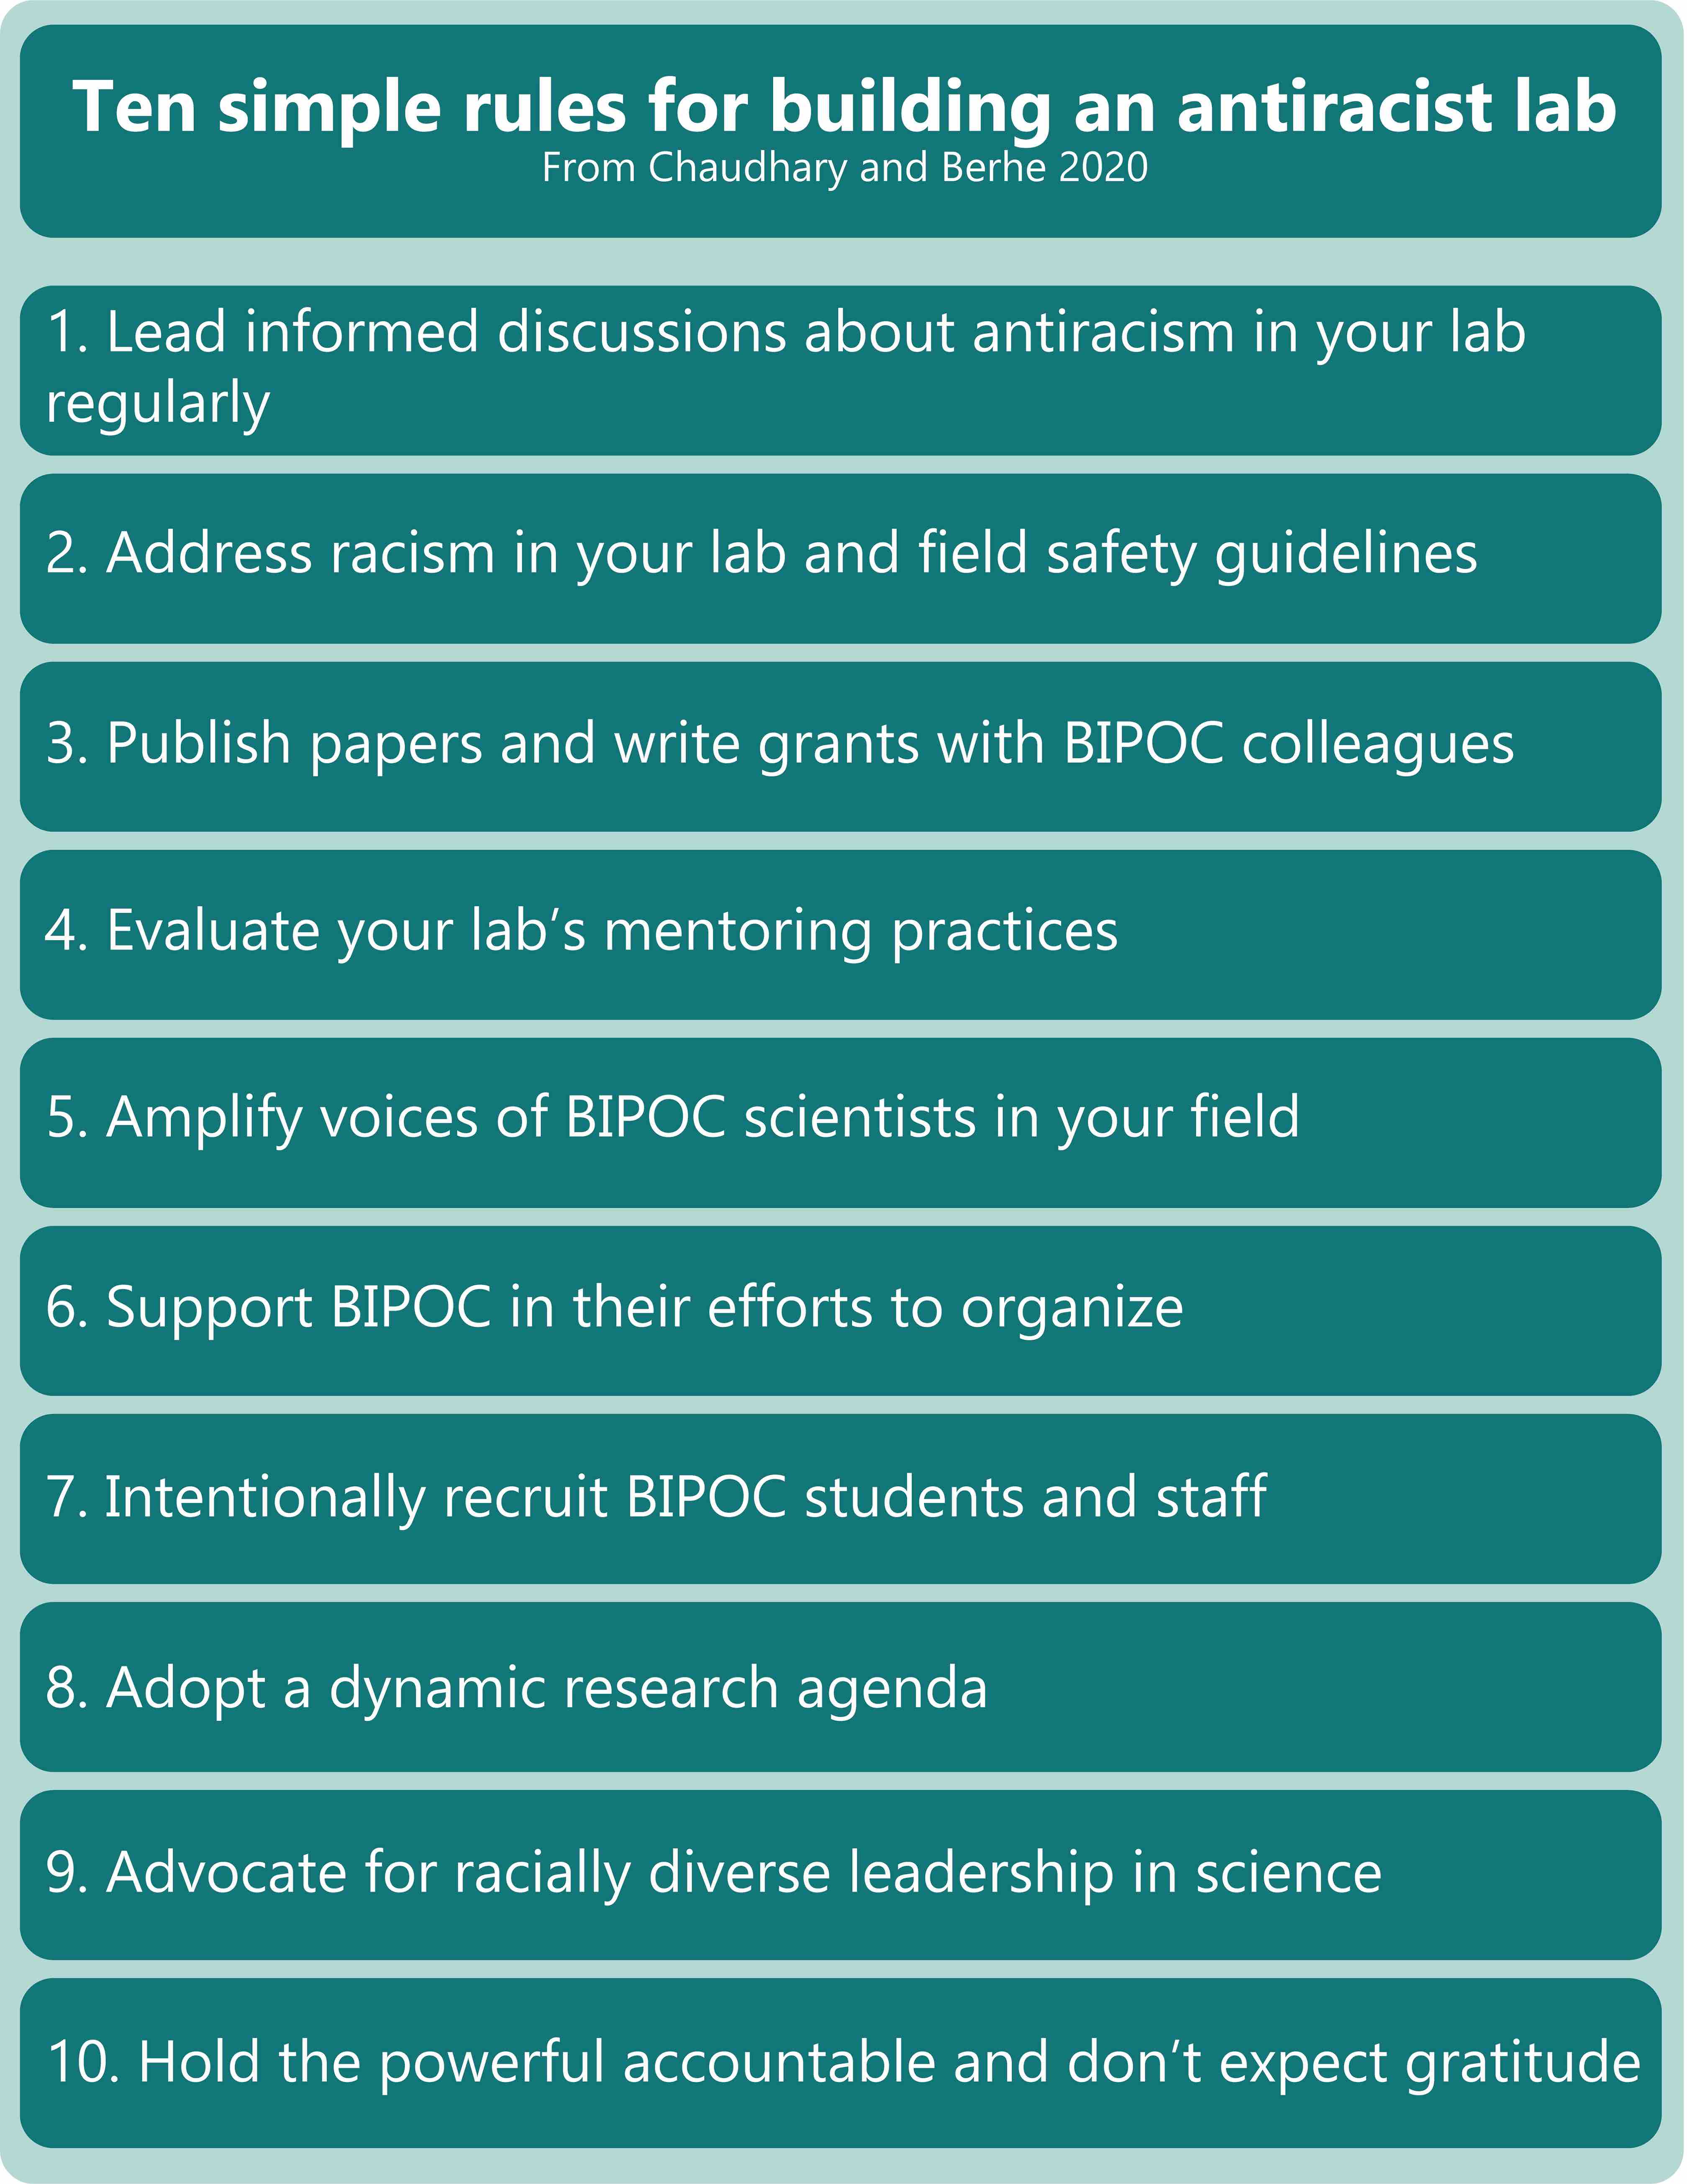 Ten simple rules for building an antiracist lab
From Chaudhary and Berhe 2020
1. Lead informed discussions about antiracism in your lab
regularly
2. Address racism in your lab and field safety guidelines
3. Publish papers and write grants with BIPOC colleagues
4. Evaluate your lab’s mentoring practices
5. Amplify voices of BIPOC scientists in your field
6. Support BIPOC in their efforts to organize
7. Intentionally recruit BIPOC students and staff
8. Adopt a dynamic research agenda
9. Advocate for racially diverse leadership in science
10. Hold the powerful accountable and don’t expect gratitude